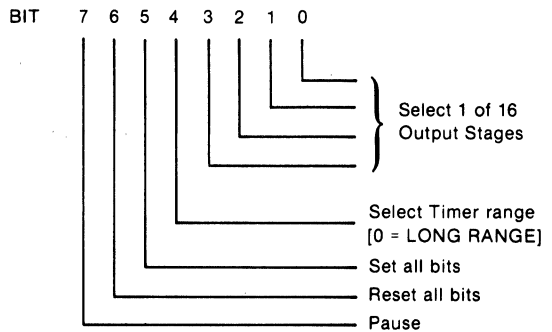 BIT 7 6 5 4 3 2 1 0
Select 1 of 16
Output Stages
Select Timer range
[0 = LONG RANGE]
Set all bits
Reset all bits
Pause